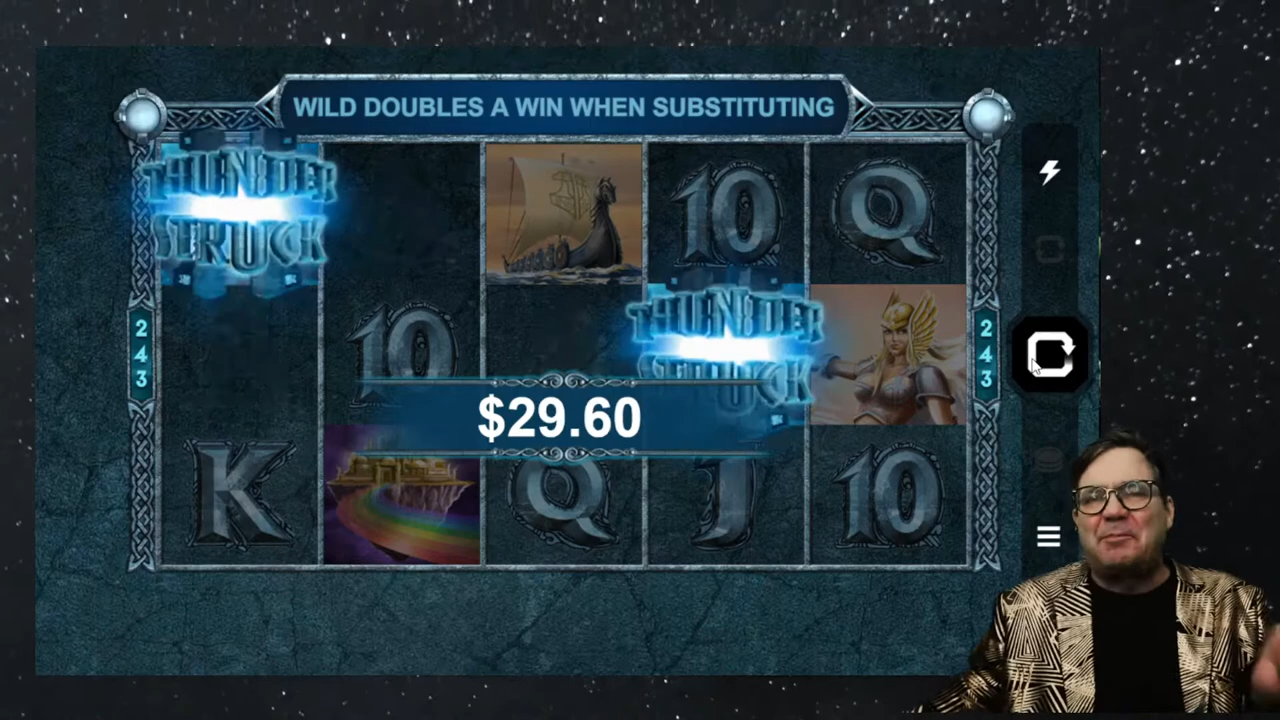 WILD DOUBLES A WIN WHEN SUBSTITUTING
THUNDER
STRUCK
10
Q
243
10
THUNDER
STRUCK
243
$29.60
K
Q
J
10